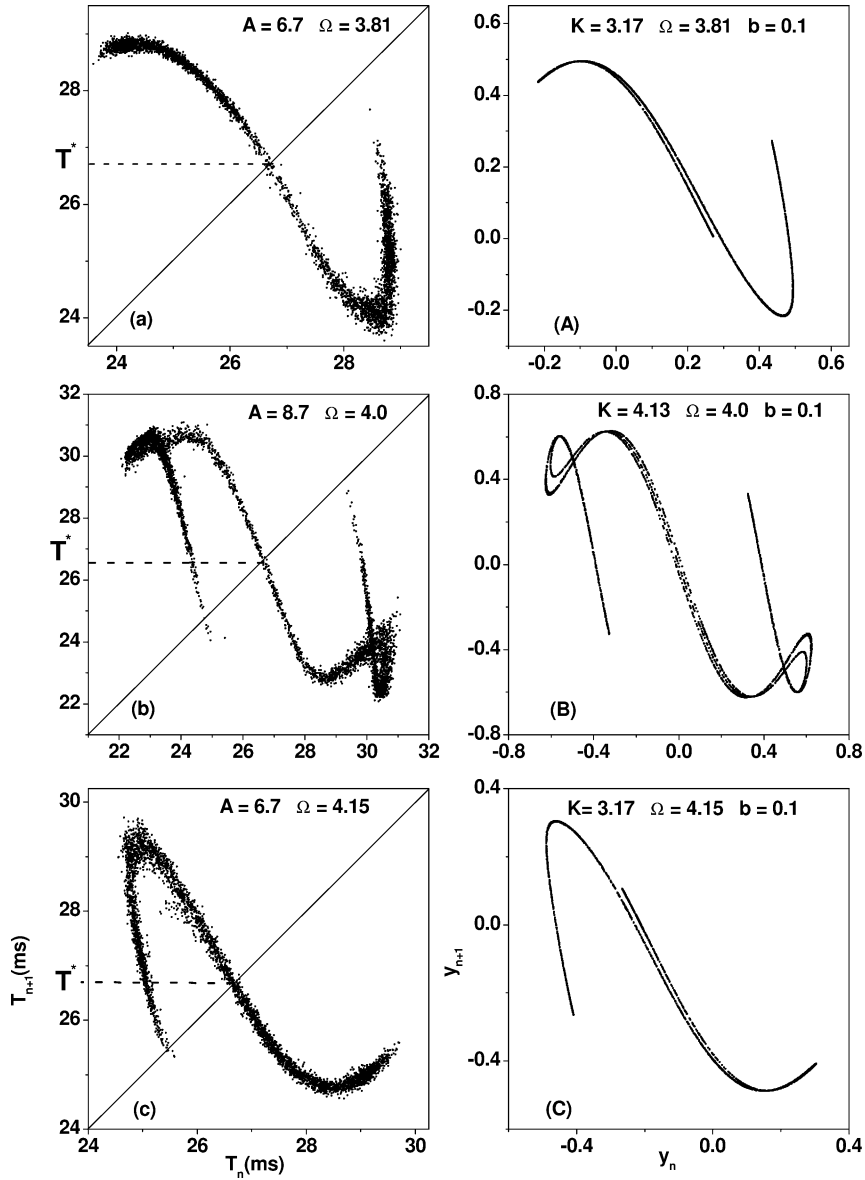 A = 6.7 Ω = 3.81
28
T*
26
24
(a)
24 26 28
K = 3.17 Ω = 3.81 b = 0.1
0.6
0.4
0.2
0.0
-0.2
(A)
-0.2 0.0 0.2 0.4 0.6
A = 8.7 Ω = 4.0
32
30
28
T*
26
24
22
(b)
22 24 26 28 30 32
K = 4.13 Ω = 4.0 b = 0.1
0.8
0.4
0.0
-0.4
-0.8
(B)
-0.8 -0.4 0.0 0.4 0.8
A = 6.7 Ω = 4.15
30
28
T*
26
24
Tn+1(ms)
(c)
24 26 28 30
Tn(ms)
K= 3.17 Ω = 4.15 b = 0.1
0.4
0.0
-0.4
yn+1
(C)
-0.4 0.0 0.4
yn